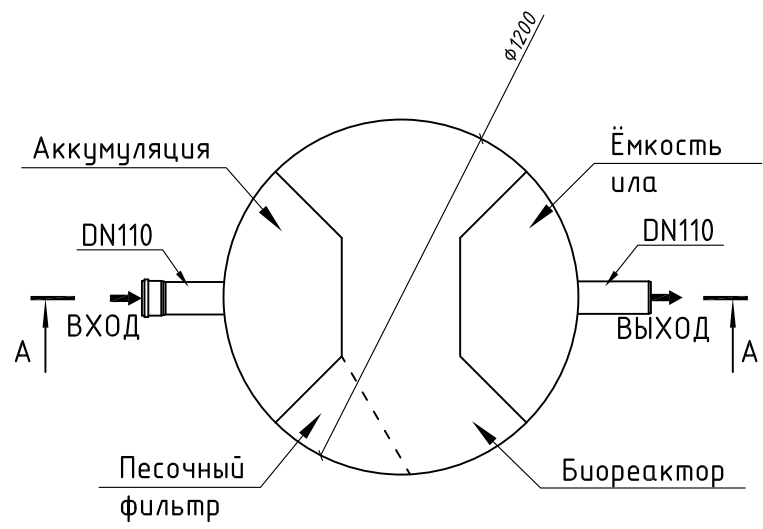 ϕ1200
Аккумуляция
Ёмкость
ила
DN110
DN110
ВХОД
ВЫХОД
А
А
Песочный
фильтр
Биореактор